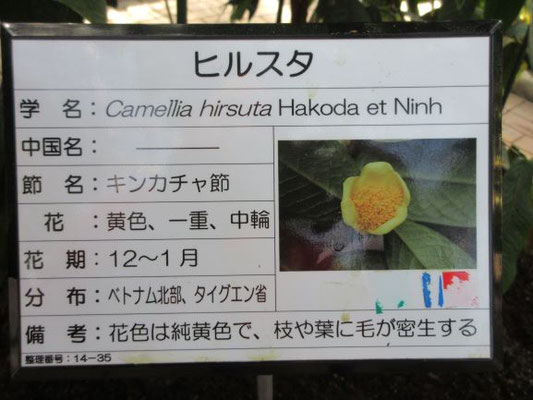 ヒルスタ
学 名：Camellia hirsuta Hakoda et Ninh
中国名：―――
節 名：キンカチャ節
花 ：黄色、一重、中輪
花 期：12〜1月
分 布：ベトナム北部、タイグエン省
備 考：花色は純黄色で、枝や葉に毛が密生する
整理番号：14−35